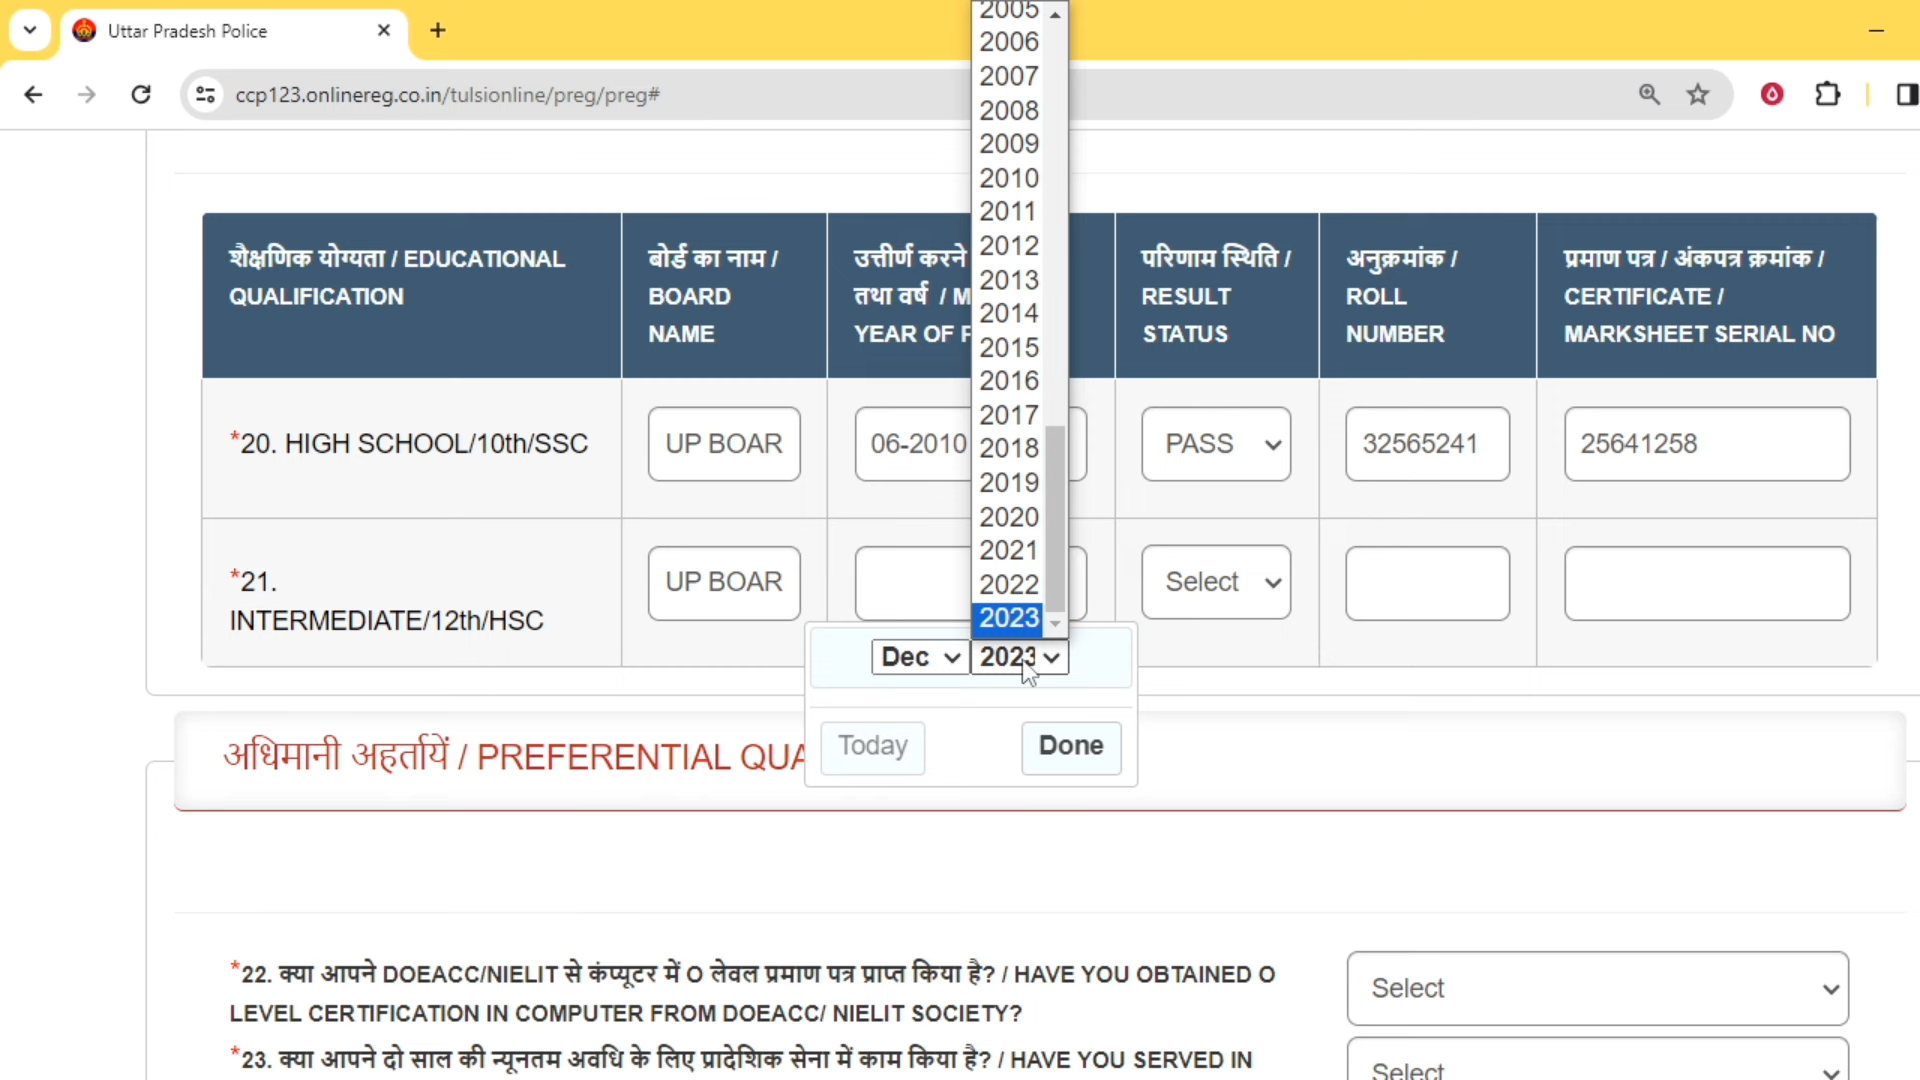 Uttar Pradesh Police
ccp123.onlinereg.co.in/tulsionline/preg/preg#
2005
2006
2007
2008
2009
2010
2011
2012
2013
2014
2015
2016
2017
2018
2019
2020
2021
2022
2023
शैक्षणिक योग्यता / EDUCATIONAL
QUALIFICATION
बोर्ड का नाम /
BOARD
NAME
उत्तीर्ण करने
तथा वर्ष / M
YEAR OF
परिणाम स्थिति /
RESULT
STATUS
अनुक्रमांक /
ROLL
NUMBER
प्रमाण पत्र / अंकपत्र क्रमांक /
CERTIFICATE /
MARKSHEET SERIAL NO
*20. HIGH SCHOOL/10th/SSC
UP BOAR
06-2010
PASS
32565241
25641258
*21.
INTERMEDIATE/12th/HSC
UP BOAR
Select
Dec
2023
Today
Done
अधिमानी अहर्तायें / PREFERENTIAL QUA
*22. क्या आपने DOEACC/NIELIT से कंप्यूटर में O लेवल प्रमाण पत्र प्राप्त किया है? / HAVE YOU OBTAINED O
LEVEL CERTIFICATION IN COMPUTER FROM DOEACC/ NIELIT SOCIETY?
Select
*23. क्या आपने दो साल की न्यूनतम अवधि के लिए प्रादेशिक सेना में काम किया है? / HAVE YOU SERVED IN
Select